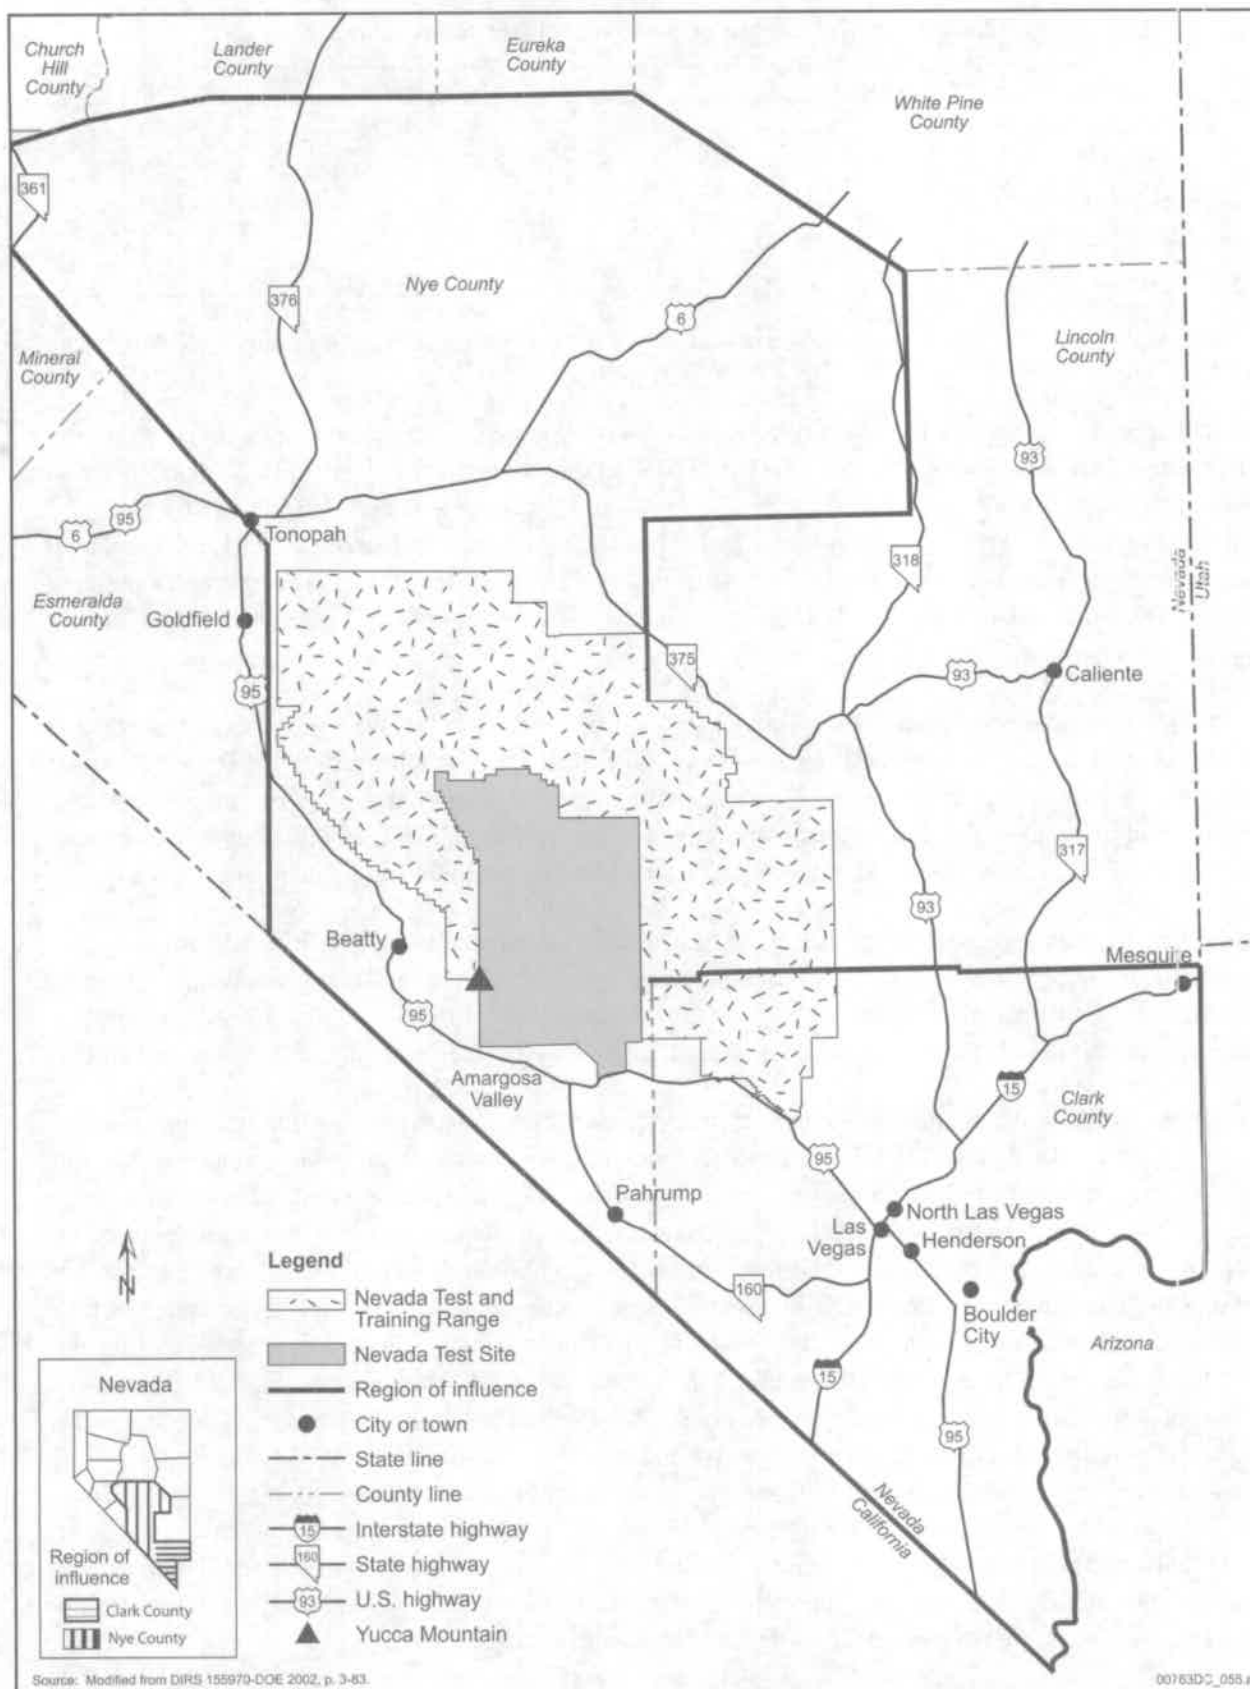 Church
Hill
County
Lander
County
Eureka
County
White Pine
County
361
376
Nye County
6
Lincoln
County
Mineral
County
93
6
95
Tonopah
318
Nevada
Utah
Esmeralda
County
Goldfield
95
375
93
Caliente
317
93
Beatty
Mesquite
95
Amargosa
Valley
15
Clark
County
95
Pahrump
North Las Vegas
Las
Vegas
Henderson
160
Boulder
City
Arizona
15
95
Nevada
California
N
Legend
Nevada Test and
Training Range
Nevada Test Site
Region of influence
City or town
State line
County line
15 Interstate highway
160 State highway
93 U.S. highway
Yucca Mountain
Nevada
Region of
influence
Clark County
Nye County
Source: Modified from DIRS 155970-DOE 2002, p. 3-83.